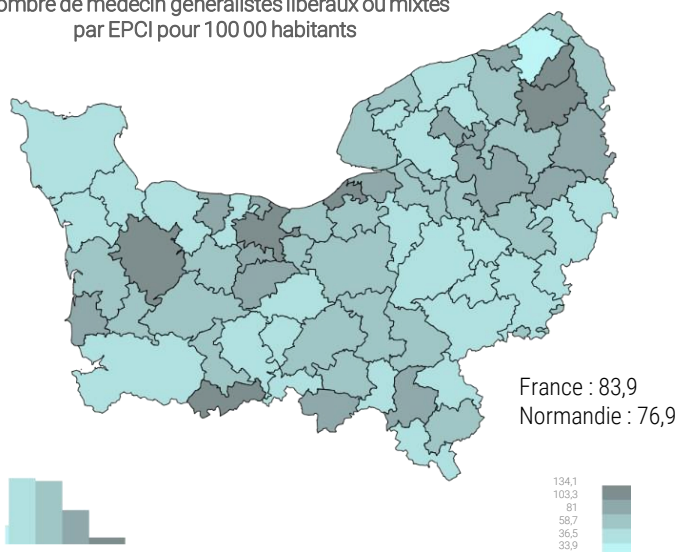 ombre de médecin généralistes libéraux ou mixtes
par EPCI pour 100 00 habitants
France : 83,9
Normandie : 76,9
134,1
103,3
81
58,7
36,5
33,9